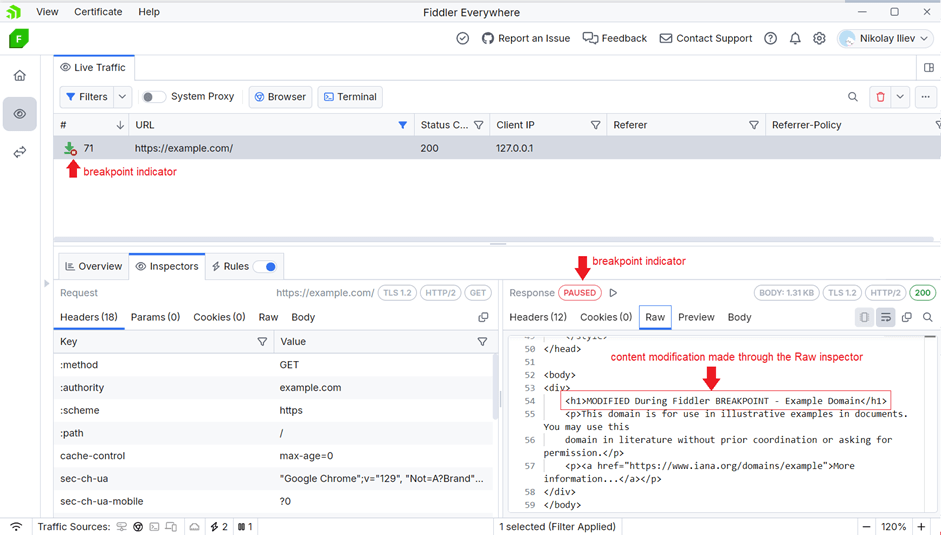 View Certificate Help Fiddler Everywhere
F Report an Issue Feedback Contact Support Nikolay Iliev
Live Traffic
Filters System Proxy Browser Terminal
# URL Status C... Client IP Referer Referrer-Policy
71 https://example.com/ 200 127.0.0.1
breakpoint indicator
breakpoint indicator
Overview Inspectors Rules
Request https://example.com/ TLS 1.2 HTTP/2 GET
Response PAUSED BODY: 1.31 KB TLS 1.2 HTTP/2 200
Headers (18) Params (0) Cookies (0) Raw Body
Headers (12) Cookies (0) Raw Preview Body
Key Value
:method GET
:authority example.com
:scheme https
:path /
cache-control max-age=0
sec-ch-ua "Google Chrome";v="129", "Not=A?Brand"...
sec-ch-ua-mobile ?0
49 </style>
50 </head>
51
content modification made through the Raw inspector
52 <body>
53 <div>
54 <h1>MODIFIED During Fiddler BREAKPOINT - Example Domain</h1>
55 <p>This domain is for use in illustrative examples in documents.
You may use this
56 domain in literature without prior coordination or asking for
permission.</p>
57 <p><a href="https://www.iana.org/domains/example">More
information...</a></p>
58 </div>
59 </body>
Traffic Sources: 2 1 1 selected (Filter Applied) 120%